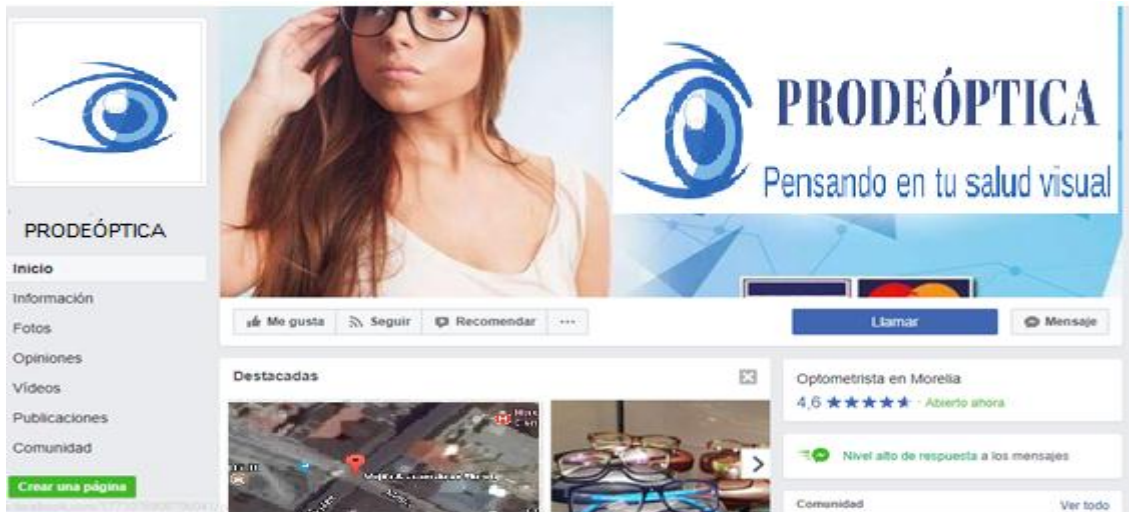 PRODEÓPTICA
Pensando en tu salud visual
PRODEÓPTICA
Inicio
Información
Fotos
Opiniones
Vídeos
Publicaciones
Comunidad
Crear una página
Me gusta Seguir Recomendar ...
Llamar Mensaje
Destacadas
Optometrista en Morelia
4,6 · Abierto ahora
Nivel alto de respuesta a los mensajes
Comunidad Ver todo